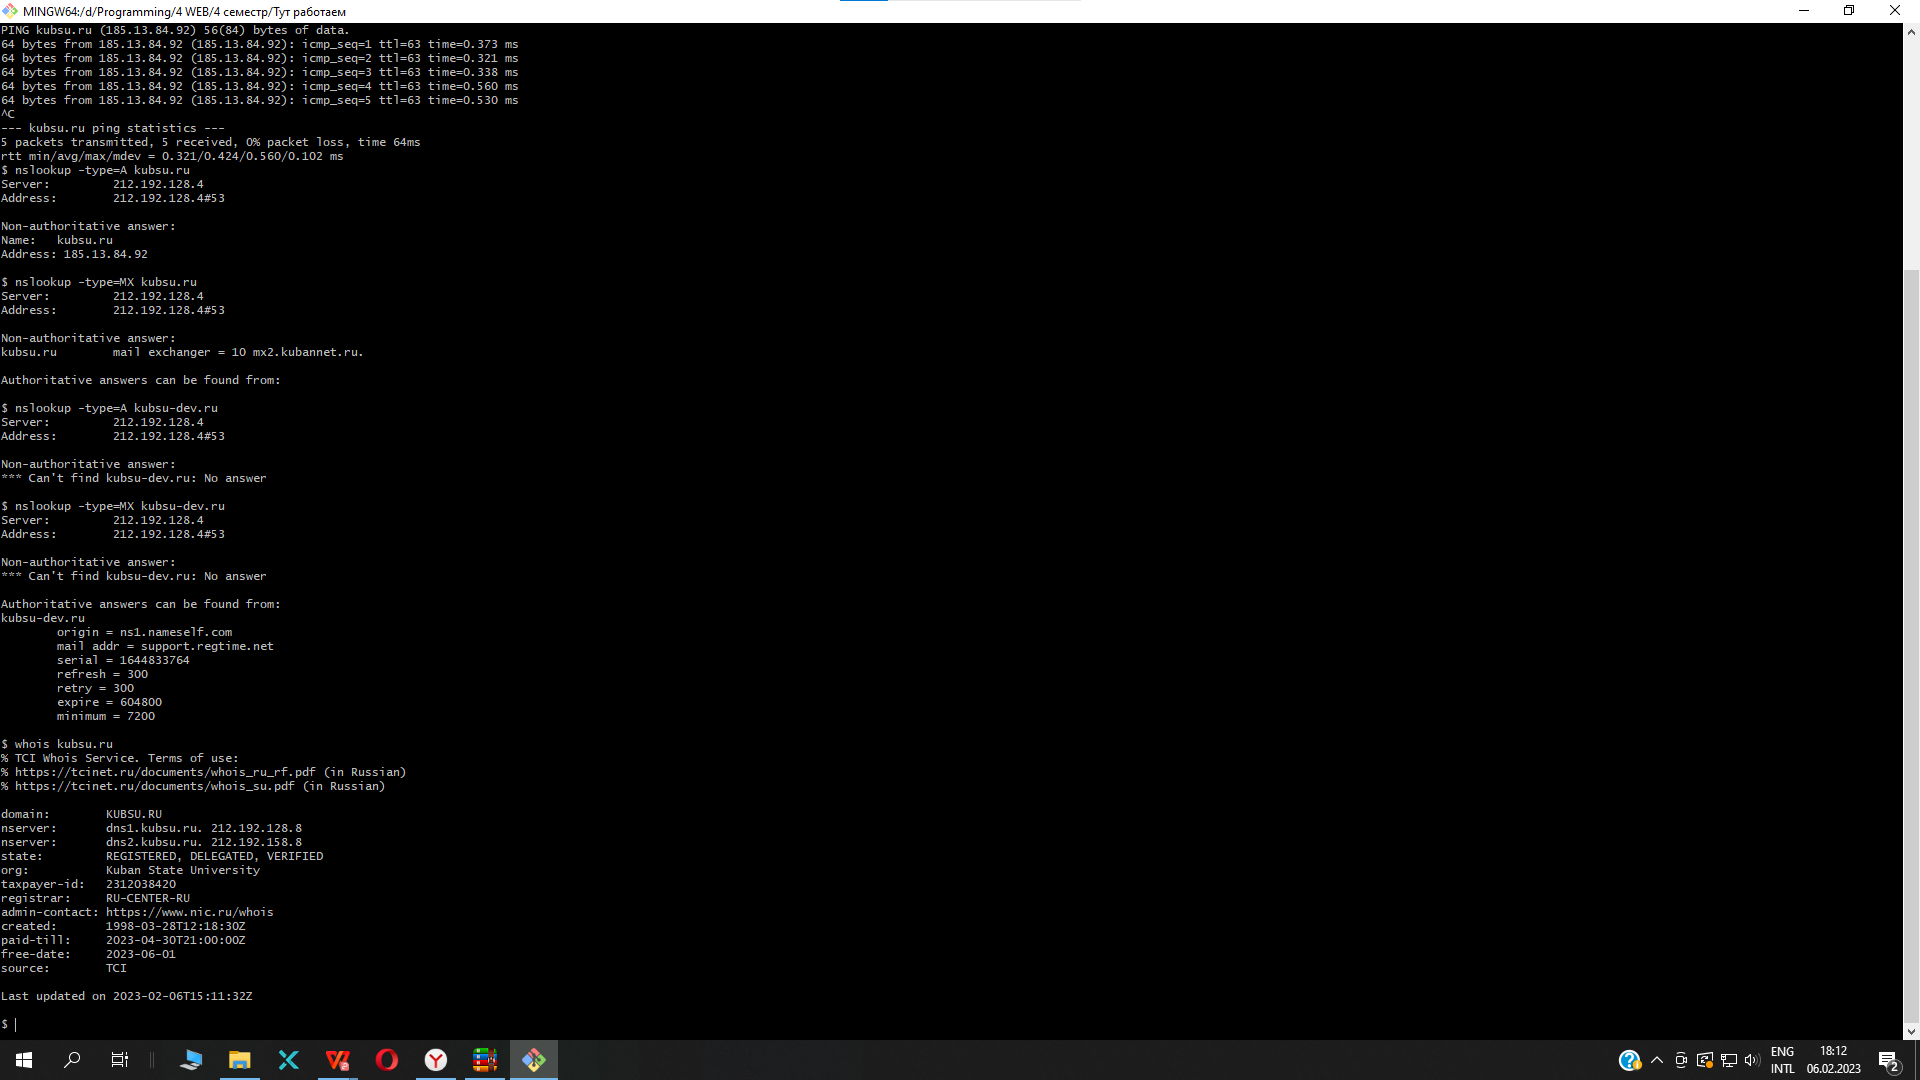 MINGW64:/d/Programming/4 WEB/4 семестр/Тут работаем
PING kubsu.ru (185.13.84.92) 56(84) bytes of data.
64 bytes from 185.13.84.92 (185.13.84.92): icmp_seq=1 ttl=63 time=0.373 ms
64 bytes from 185.13.84.92 (185.13.84.92): icmp_seq=2 ttl=63 time=0.321 ms
64 bytes from 185.13.84.92 (185.13.84.92): icmp_seq=3 ttl=63 time=0.338 ms
64 bytes from 185.13.84.92 (185.13.84.92): icmp_seq=4 ttl=63 time=0.560 ms
64 bytes from 185.13.84.92 (185.13.84.92): icmp_seq=5 ttl=63 time=0.530 ms
^C
--- kubsu.ru ping statistics ---
5 packets transmitted, 5 received, 0% packet loss, time 64ms
rtt min/avg/max/mdev = 0.321/0.424/0.560/0.102 ms
$ nslookup -type=A kubsu.ru
Server:         212.192.128.4
Address:        212.192.128.4#53

Non-authoritative answer:
Name:   kubsu.ru
Address: 185.13.84.92

$ nslookup -type=MX kubsu.ru
Server:         212.192.128.4
Address:        212.192.128.4#53

Non-authoritative answer:
kubsu.ru        mail exchanger = 10 mx2.kubannet.ru.

Authoritative answers can be found from:

$ nslookup -type=A kubsu-dev.ru
Server:         212.192.128.4
Address:        212.192.128.4#53

Non-authoritative answer:
*** Can't find kubsu-dev.ru: No answer

$ nslookup -type=MX kubsu-dev.ru
Server:         212.192.128.4
Address:        212.192.128.4#53

Non-authoritative answer:
*** Can't find kubsu-dev.ru: No answer

Authoritative answers can be found from:
kubsu-dev.ru
        origin = ns1.nameself.com
        mail addr = support.regtime.net
        serial = 1644833764
        refresh = 300
        retry = 300
        expire = 604800
        minimum = 7200

$ whois kubsu.ru
% TCI Whois Service. Terms of use:
% https://tcinet.ru/documents/whois_ru_rf.pdf (in Russian)
% https://tcinet.ru/documents/whois_su.pdf (in Russian)

domain:        KUBSU.RU
nserver:       dns1.kubsu.ru. 212.192.128.8
nserver:       dns2.kubsu.ru. 212.192.158.8
state:         REGISTERED, DELEGATED, VERIFIED
org:           Kuban State University
taxpayer-id:   2312038420
registrar:     RU-CENTER-RU
admin-contact: https://www.nic.ru/whois
created:       1998-03-28T12:18:30Z
paid-till:     2023-04-30T21:00:00Z
free-date:     2023-06-01
source:        TCI

Last updated on 2023-02-06T15:11:32Z

$
ENG 18:12
INTL 06.02.2023
2